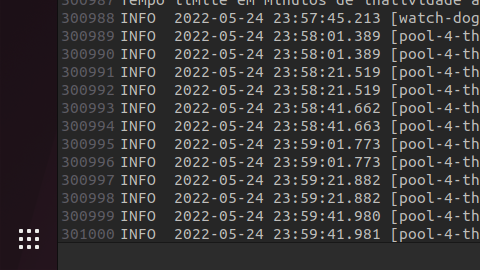 300987 Tempo limite em minutos de inatividade a
300988 INFO 2022-05-24 23:57:45.213 [watch-dog
300989 INFO 2022-05-24 23:58:01.389 [pool-4-th
300990 INFO 2022-05-24 23:58:01.389 [pool-4-th
300991 INFO 2022-05-24 23:58:21.519 [pool-4-th
300992 INFO 2022-05-24 23:58:21.519 [pool-4-th
300993 INFO 2022-05-24 23:58:41.662 [pool-4-th
300994 INFO 2022-05-24 23:58:41.663 [pool-4-th
300995 INFO 2022-05-24 23:59:01.773 [pool-4-th
300996 INFO 2022-05-24 23:59:01.773 [pool-4-th
300997 INFO 2022-05-24 23:59:21.882 [pool-4-th
300998 INFO 2022-05-24 23:59:21.882 [pool-4-th
300999 INFO 2022-05-24 23:59:41.980 [pool-4-th
301000 INFO 2022-05-24 23:59:41.981 [pool-4-th